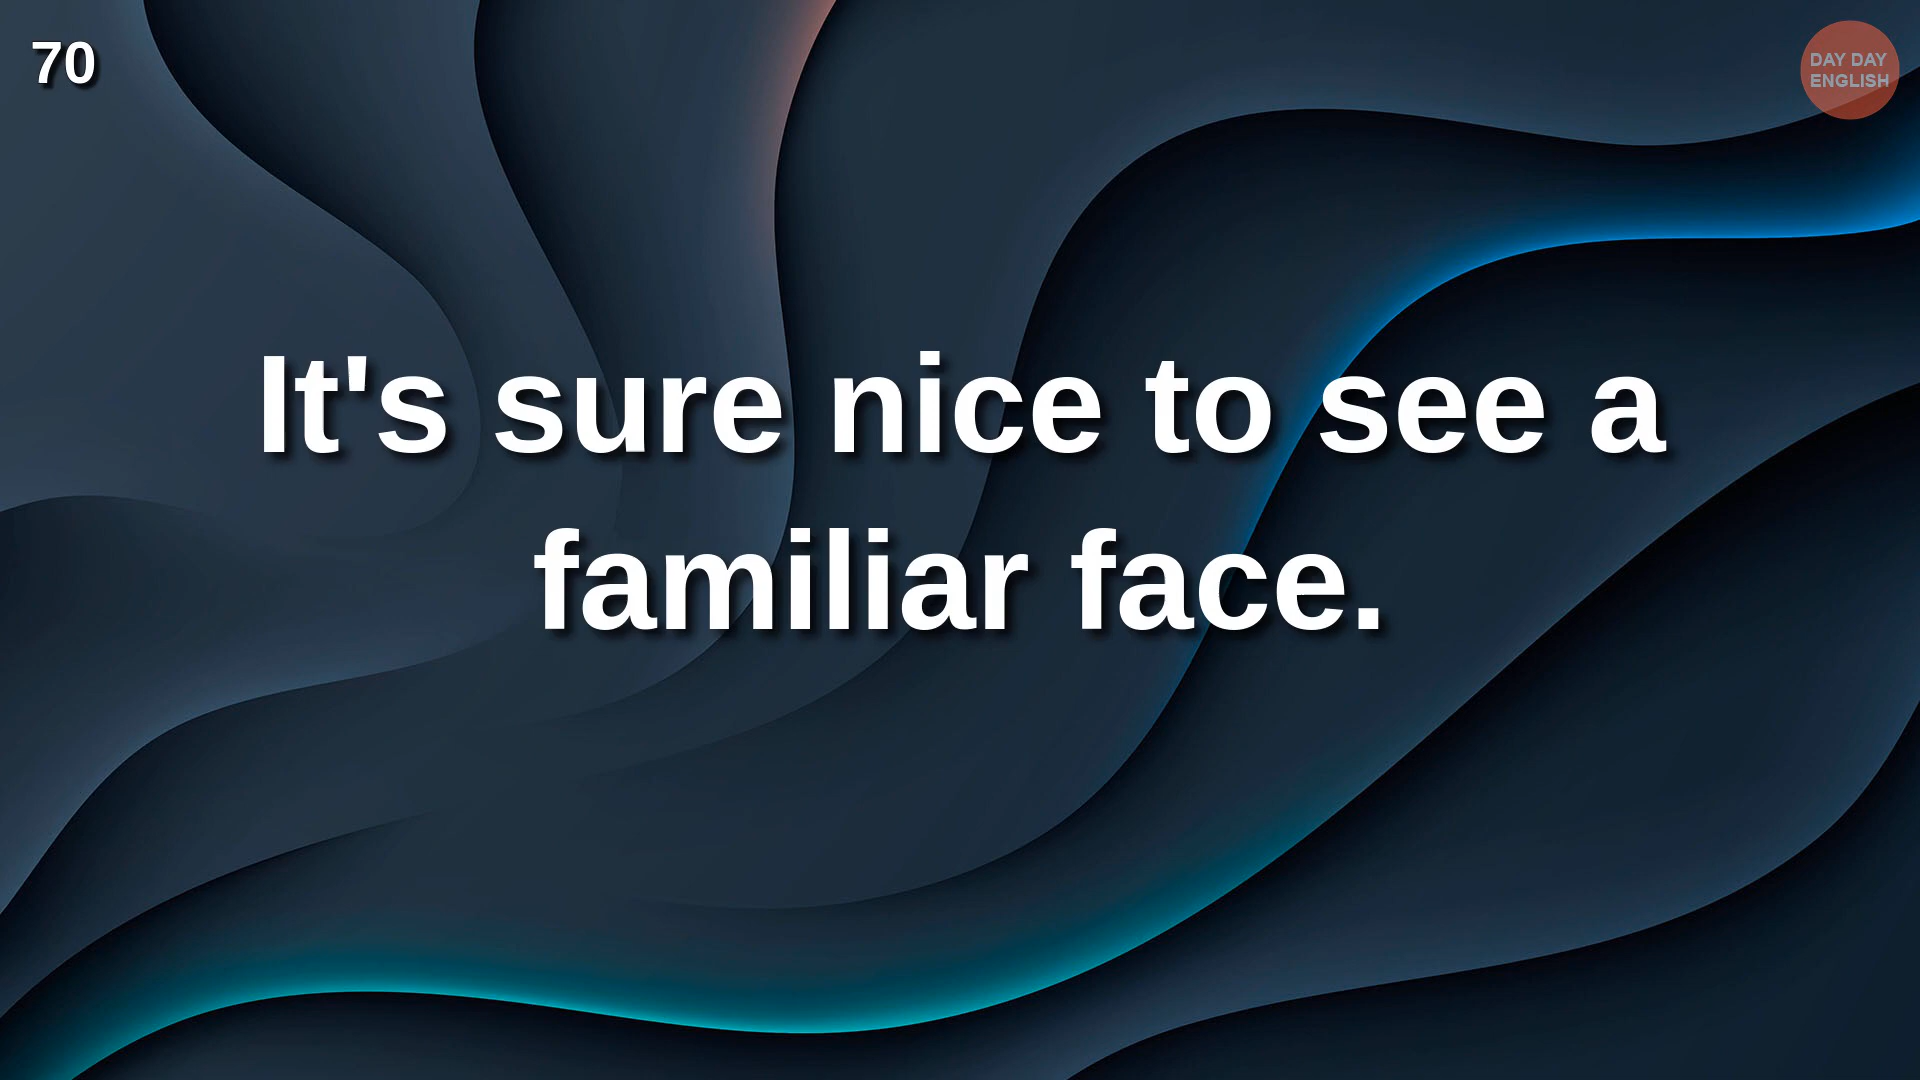 70
DAY DAY
ENGLISH
It's sure nice to see a
familiar face.